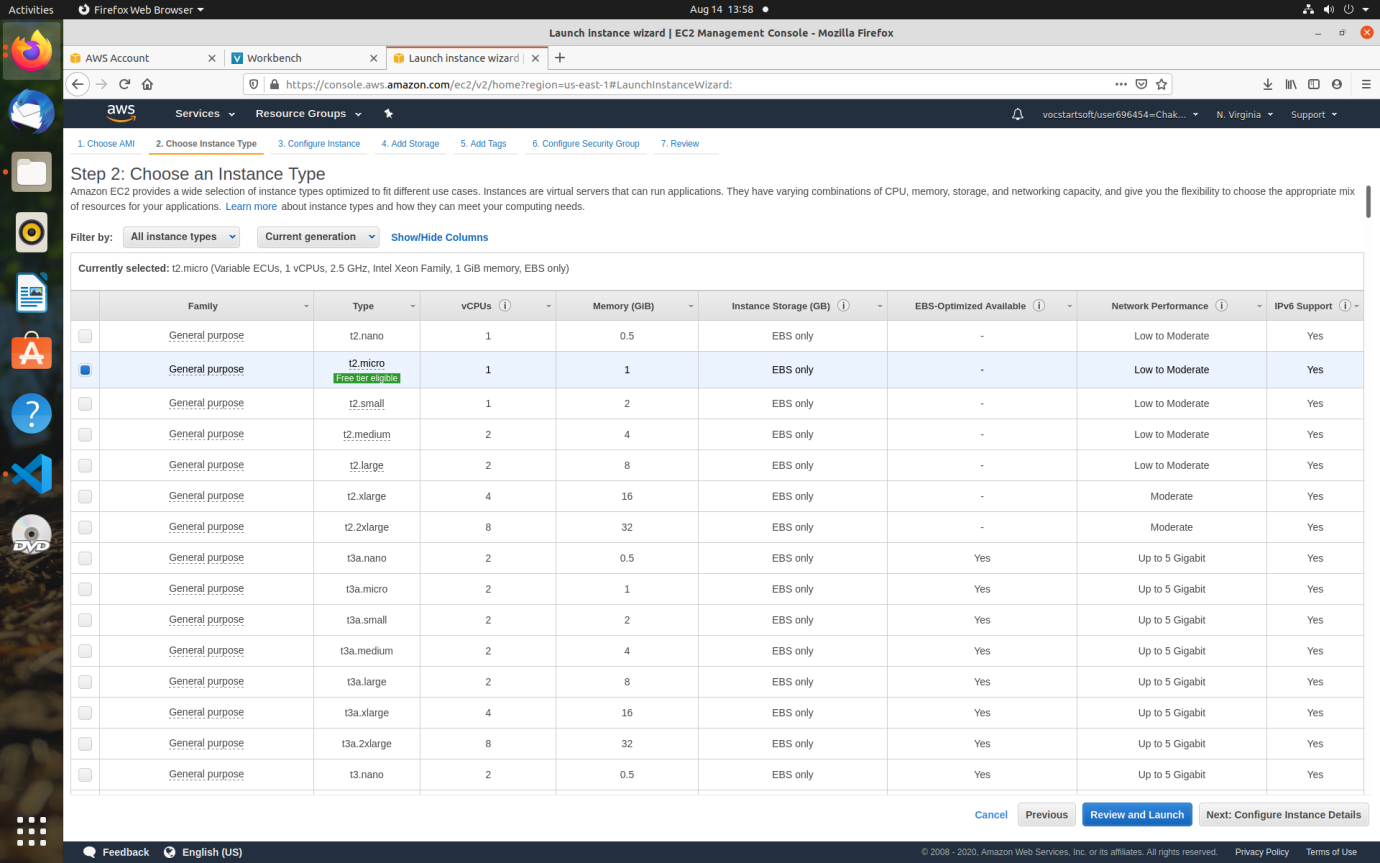 Activities Firefox Web Browser Aug 14 13:58
Launch instance wizard | EC2 Management Console - Mozilla Firefox
AWS Account Workbench Launch instance wizard |
https://console.aws.amazon.com/ec2/v2/home?region=us-east-1#LaunchInstanceWizard:
aws Services Resource Groups vocstartsoft/user696454=Chak... N. Virginia Support
1. Choose AMI 2. Choose Instance Type 3. Configure Instance 4. Add Storage 5. Add Tags 6. Configure Security Group 7. Review
Step 2: Choose an Instance Type
Amazon EC2 provides a wide selection of instance types optimized to fit different use cases. Instances are virtual servers that can run applications. They have varying combinations of CPU, memory, storage, and networking capacity, and give you the flexibility to choose the appropriate mix
of resources for your applications. Learn more about instance types and how they can meet your computing needs.
Filter by: All instance types Current generation Show/Hide Columns
Currently selected: t2.micro (Variable ECUs, 1 vCPUs, 2.5 GHz, Intel Xeon Family, 1 GiB memory, EBS only)
Family Type vCPUs Memory (GiB) Instance Storage (GB) EBS-Optimized Available Network Performance IPv6 Support
General purpose t2.nano 1 0.5 EBS only - Low to Moderate Yes
General purpose t2.micro 1 1 EBS only - Low to Moderate Yes
Free tier eligible
General purpose t2.small 1 2 EBS only - Low to Moderate Yes
General purpose t2.medium 2 4 EBS only - Low to Moderate Yes
General purpose t2.large 2 8 EBS only - Low to Moderate Yes
General purpose t2.xlarge 4 16 EBS only - Moderate Yes
General purpose t2.2xlarge 8 32 EBS only - Moderate Yes
General purpose t3a.nano 2 0.5 EBS only Yes Up to 5 Gigabit Yes
General purpose t3a.micro 2 1 EBS only Yes Up to 5 Gigabit Yes
General purpose t3a.small 2 2 EBS only Yes Up to 5 Gigabit Yes
General purpose t3a.medium 2 4 EBS only Yes Up to 5 Gigabit Yes
General purpose t3a.large 2 8 EBS only Yes Up to 5 Gigabit Yes
General purpose t3a.xlarge 4 16 EBS only Yes Up to 5 Gigabit Yes
General purpose t3a.2xlarge 8 32 EBS only Yes Up to 5 Gigabit Yes
General purpose t3.nano 2 0.5 EBS only Yes Up to 5 Gigabit Yes
DVD
Cancel Previous Review and Launch Next: Configure Instance Details
Feedback English (US) © 2008 - 2020, Amazon Web Services, Inc. or its affiliates. All rights reserved. Privacy Policy Terms of Use